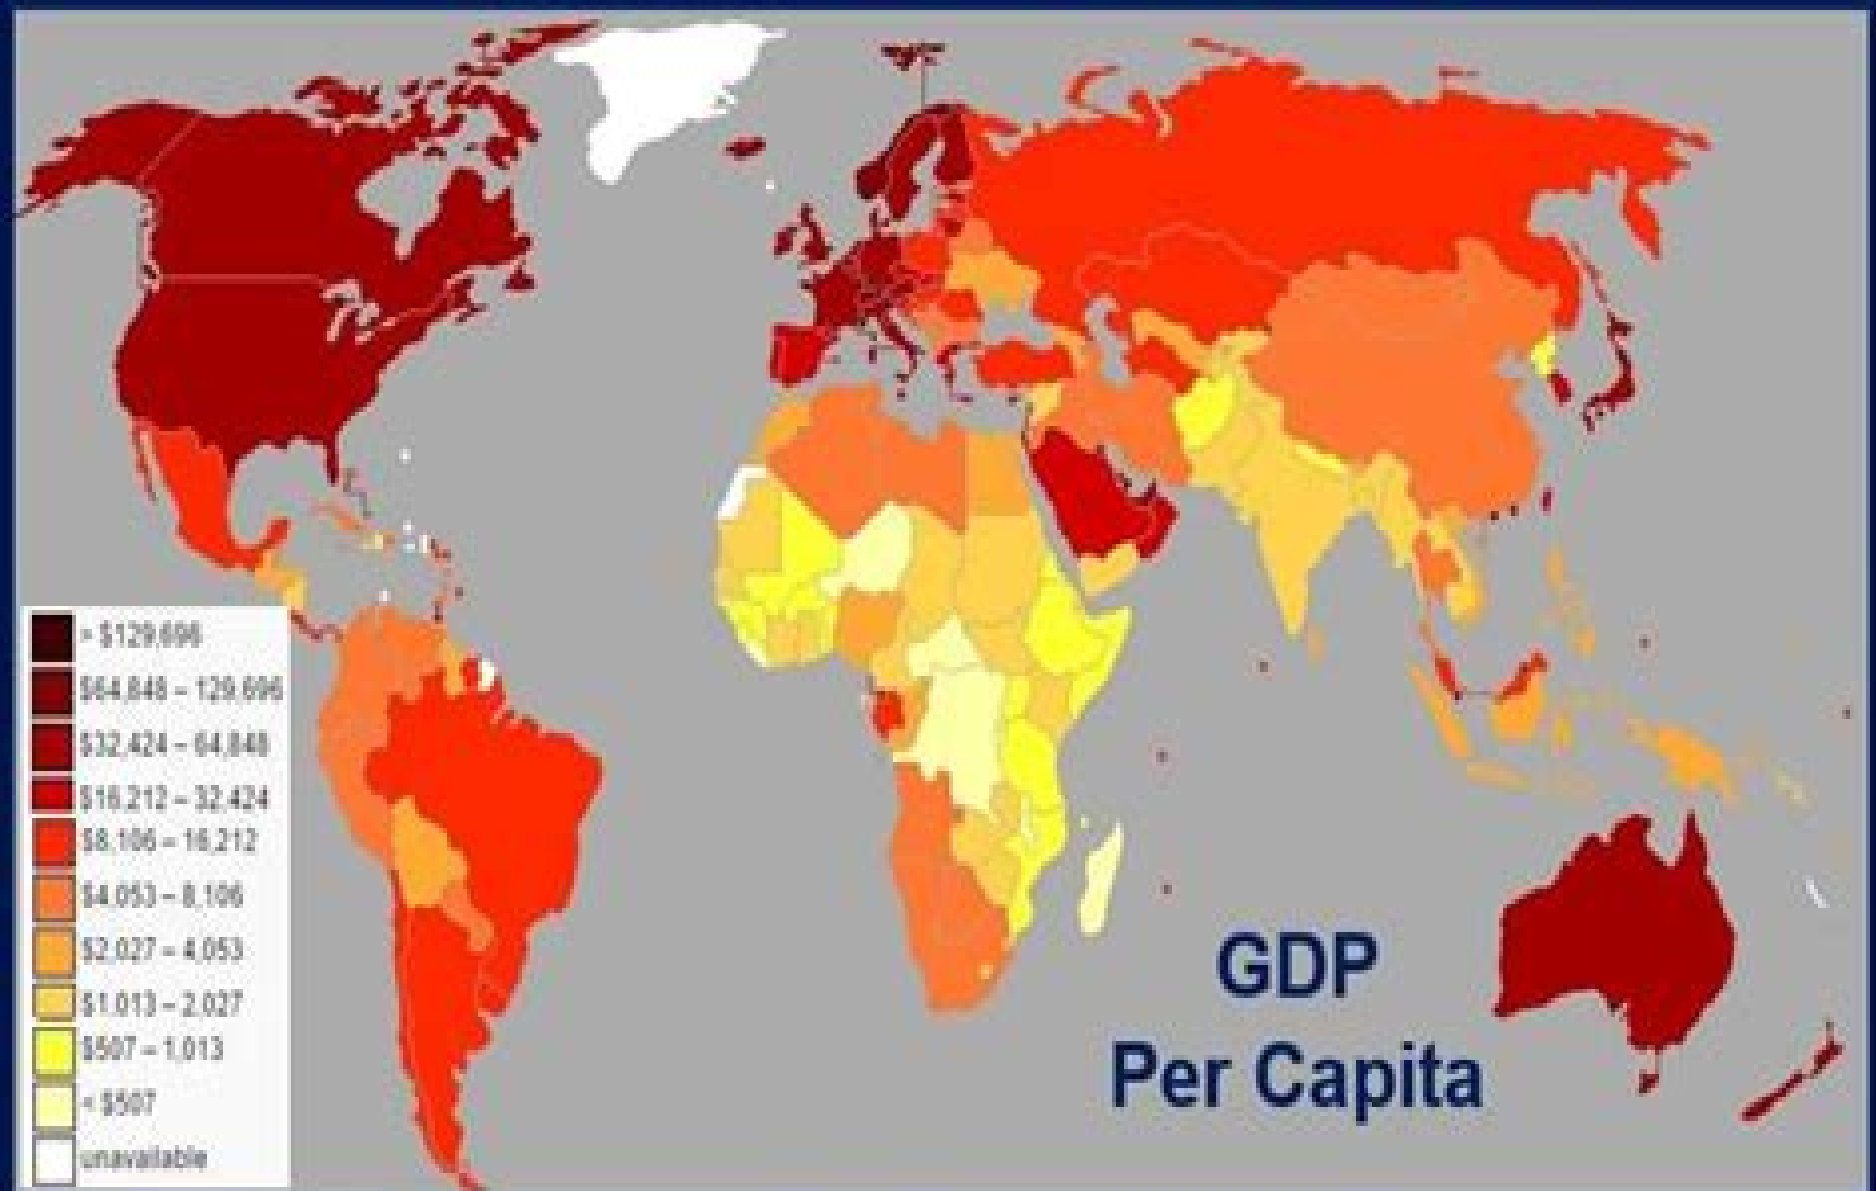 > $129,696
$64,848 – 129,696
$32,424 – 64,848
$16,212 – 32,424
$8,106 – 16,212
$4,053 – 8,106
$2,027 – 4,053
$1,013 – 2,027
$507 – 1,013
< $507
unavailable
GDP
Per Capita